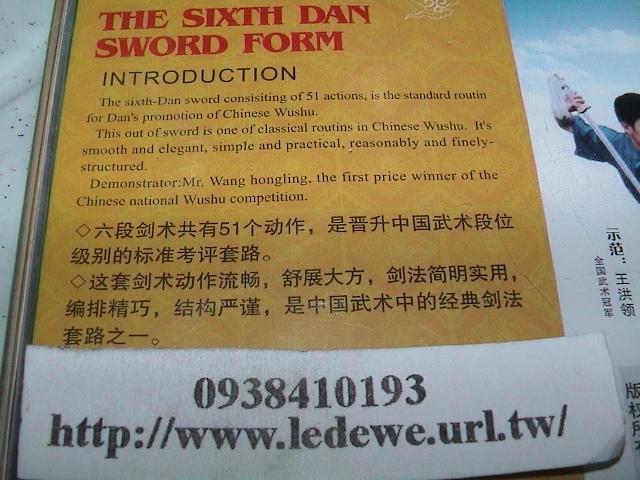 THE SIXTH DAN
SWORD FORM
INTRODUCTION
The sixth-Dan sword consisiting of 51 actions, is the standard routin
for Dan's promotion of Chinese Wushu.
This out of sword is one of classical routins in Chinese Wushu. It's
smooth and elegant, simple and practical, reasonably and finely-
structured.
Demonstrator:Mr. Wang hongling, the first price winner of the
Chinese national Wushu competition.
◇六段剑术共有51个动作，是晋升中国武术段位
级别的标准考评套路。
◇这套剑术动作流畅，舒展大方，剑法简明实用，
编排精巧，结构严谨，是中国武术中的经典剑法
套路之一。
示范：王洪领
全国武术冠军
版权所有
0938410193
http://www.ledewe.url.tw/